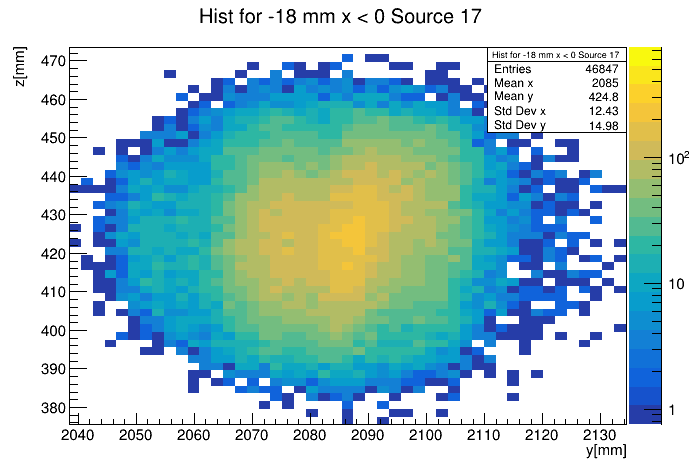 Hist for -18 mm x < 0 Source 17
Hist for -18 mm x < 0 Source 17
Entries 46847
Mean x 2085
Mean y 424.8
Std Dev x 12.43
Std Dev y 14.98
z[mm]
470
460
450
440
430
420
410
400
390
380
2040 2050 2060 2070 2080 2090 2100 2110 2120 2130
y[mm]
10²
10
1